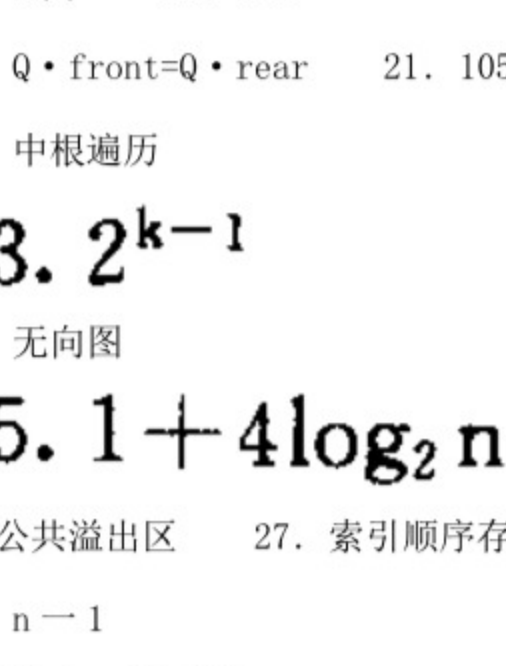 Q·front=Q·rear 21. 105
中根遍历
3. 2^{k-1}
无向图
5. 1+4log₂n
公共溢出区 27. 索引顺序存
n一1